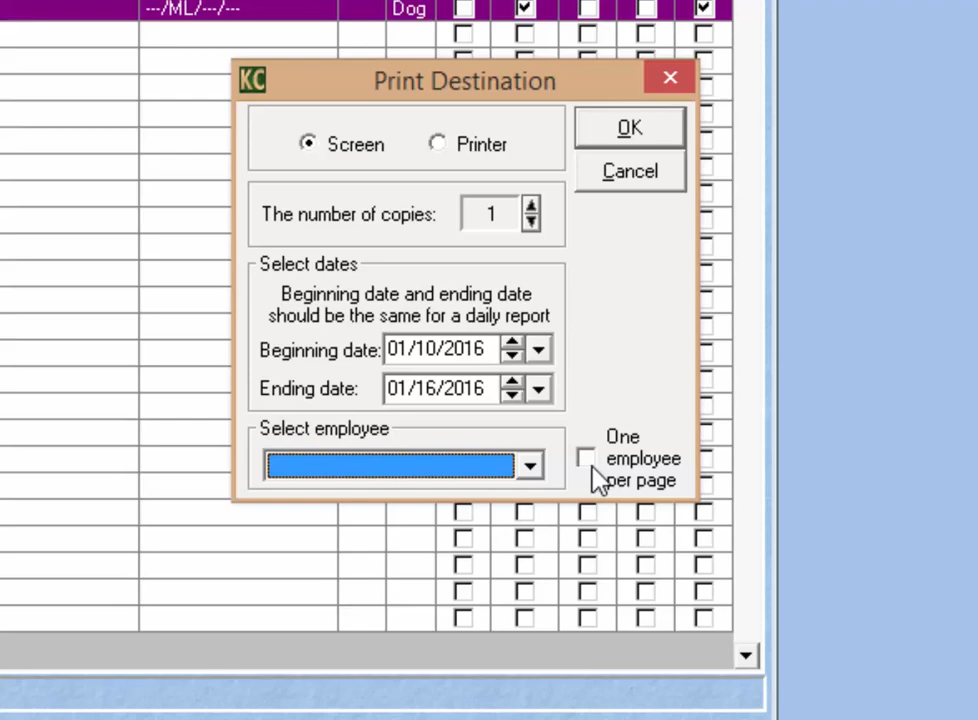 ---/ML/---/---
Dog
KC
Print Destination
Screen
Printer
OK
Cancel
The number of copies:
1
Select dates
Beginning date and ending date
should be the same for a daily report
Beginning date:
01/10/2016
Ending date:
01/16/2016
Select employee
One
employee
per page